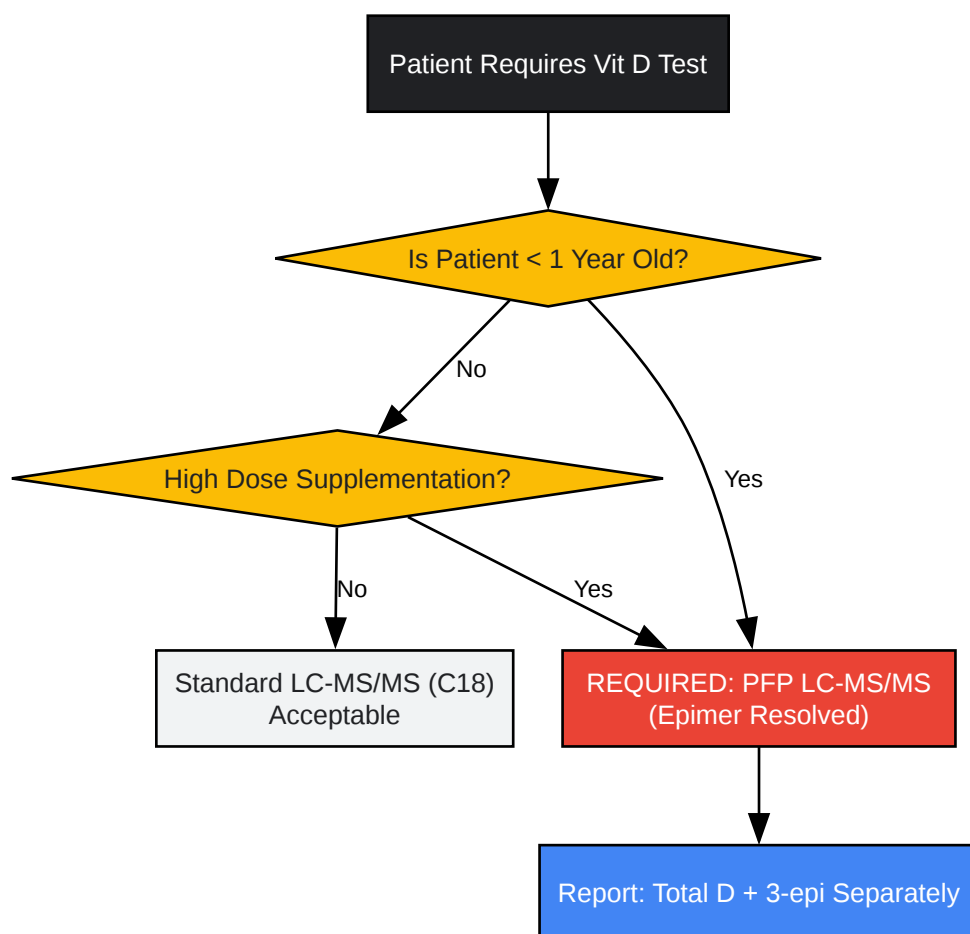 Patient Requires Vit D Test
Is Patient < 1 Year Old?
No
Yes
High Dose Supplementation?
No
Yes
Standard LC-MS/MS (C18)
Acceptable
REQUIRED: PFP LC-MS/MS
(Epimer Resolved)
Report: Total D + 3-epi Separately